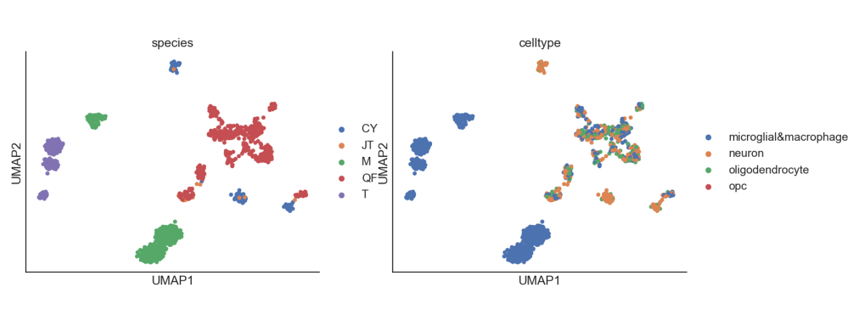 species
celltype
UMAP2
UMAP1
CY
JT
M
QF
T
UMAP2
UMAP1
microglial&macrophage
neuron
oligodendrocyte
opc